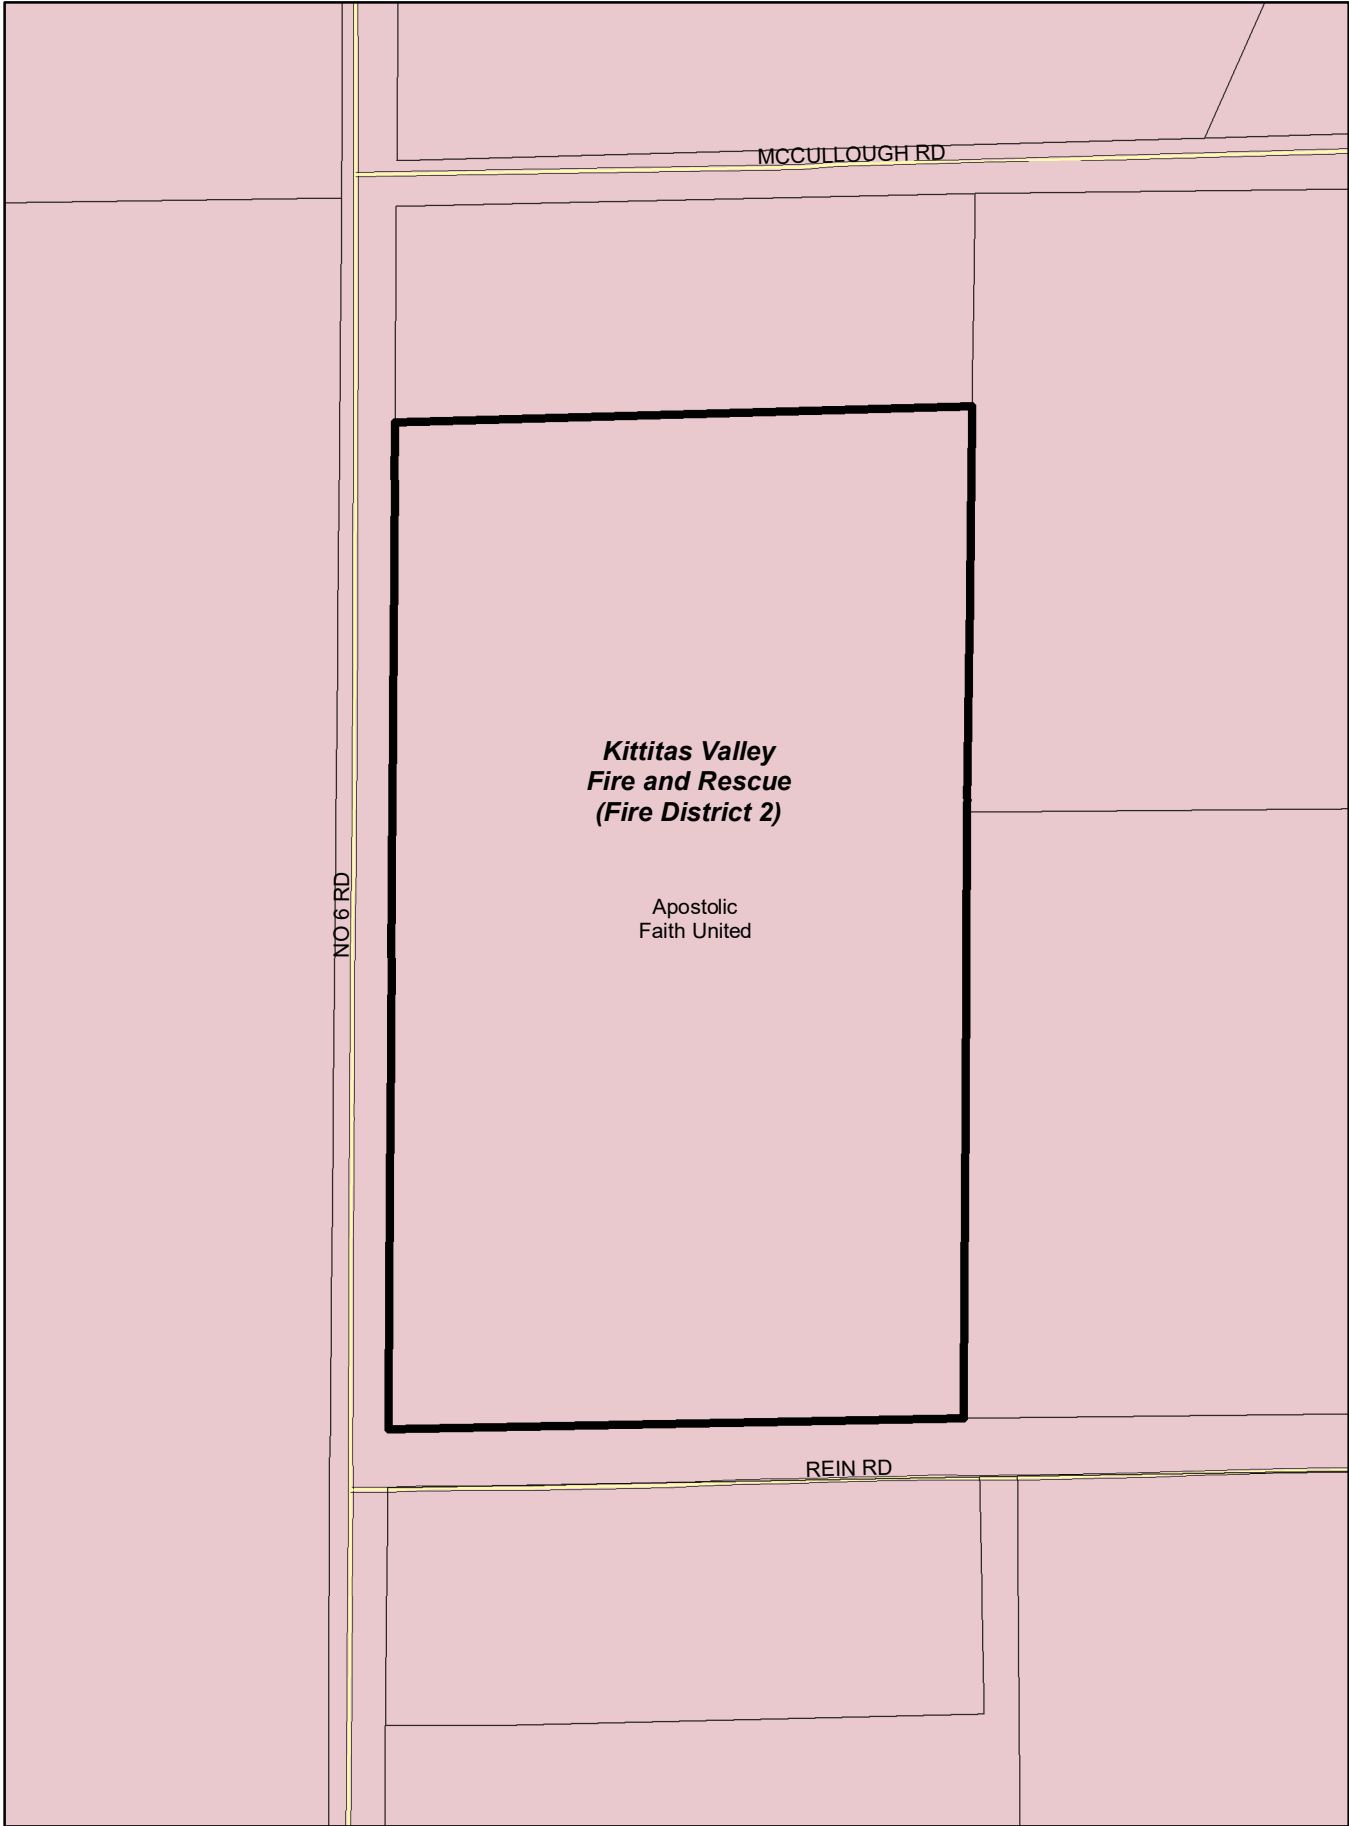 MCCULLOUGH RD
Kittitas Valley
Fire and Rescue
(Fire District 2)
NO 6 RD
Apostolic
Faith United
REIN RD